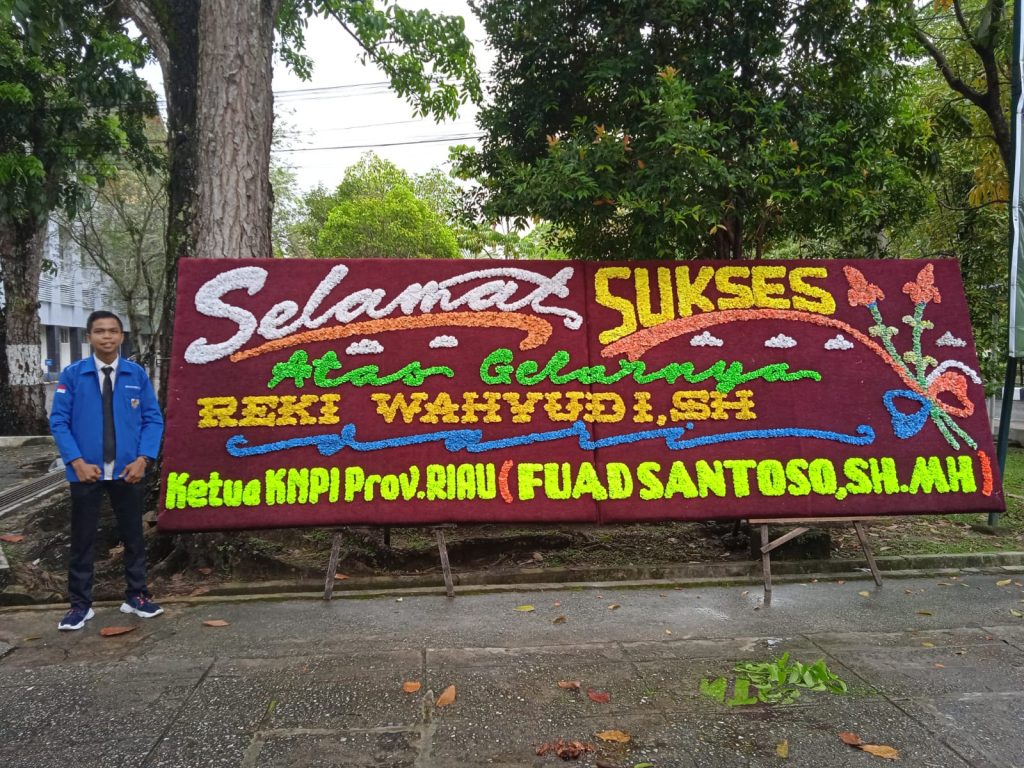 Selamat SUKSES
Atas Gelarnya
REKI WAHYUDI,SH
Ketua KNPI Prov.RIAU (FUAD SANTOSO,SH.MH)